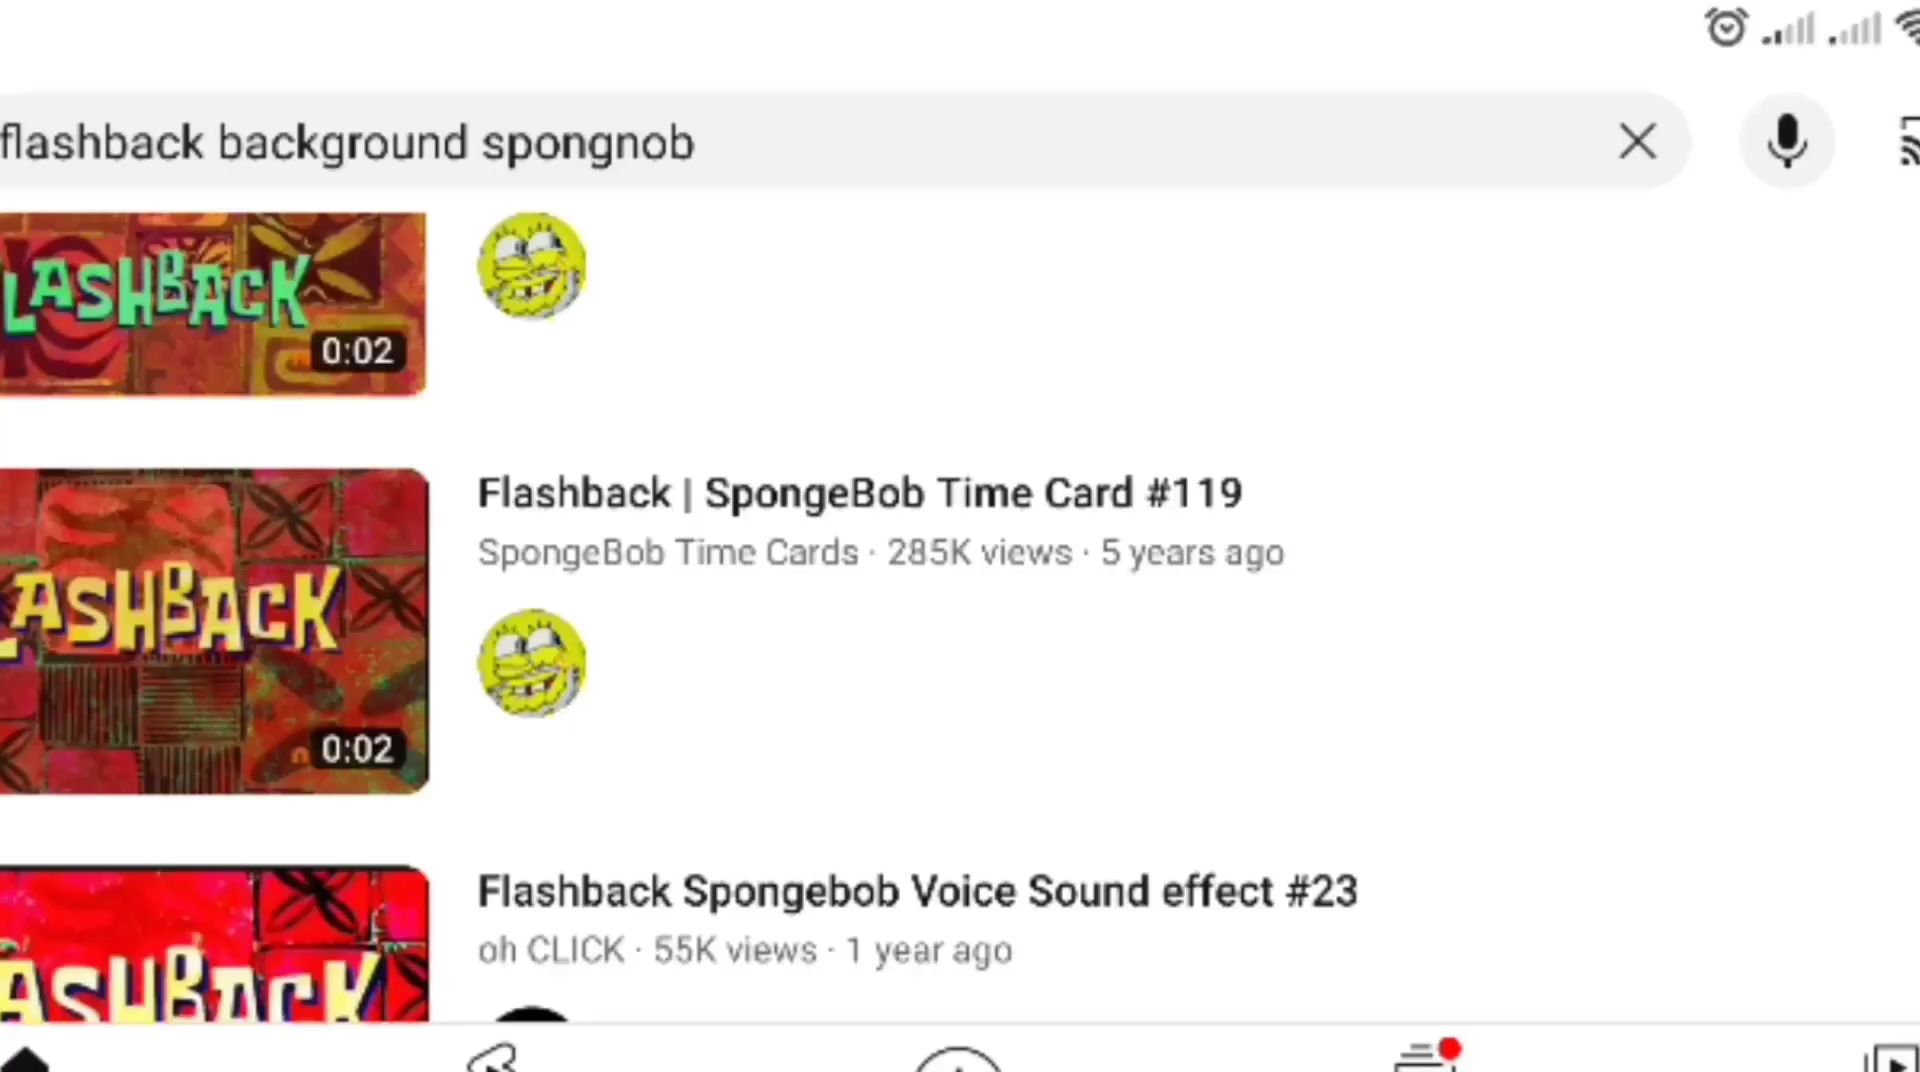 flashback background spongnob
LASHBACK
0:02
Flashback | SpongeBob Time Card #119
SpongeBob Time Cards · 285K views · 5 years ago
LASHBACK
0:02
Flashback Spongebob Voice Sound effect #23
oh CLICK · 55K views · 1 year ago
ASHBACK